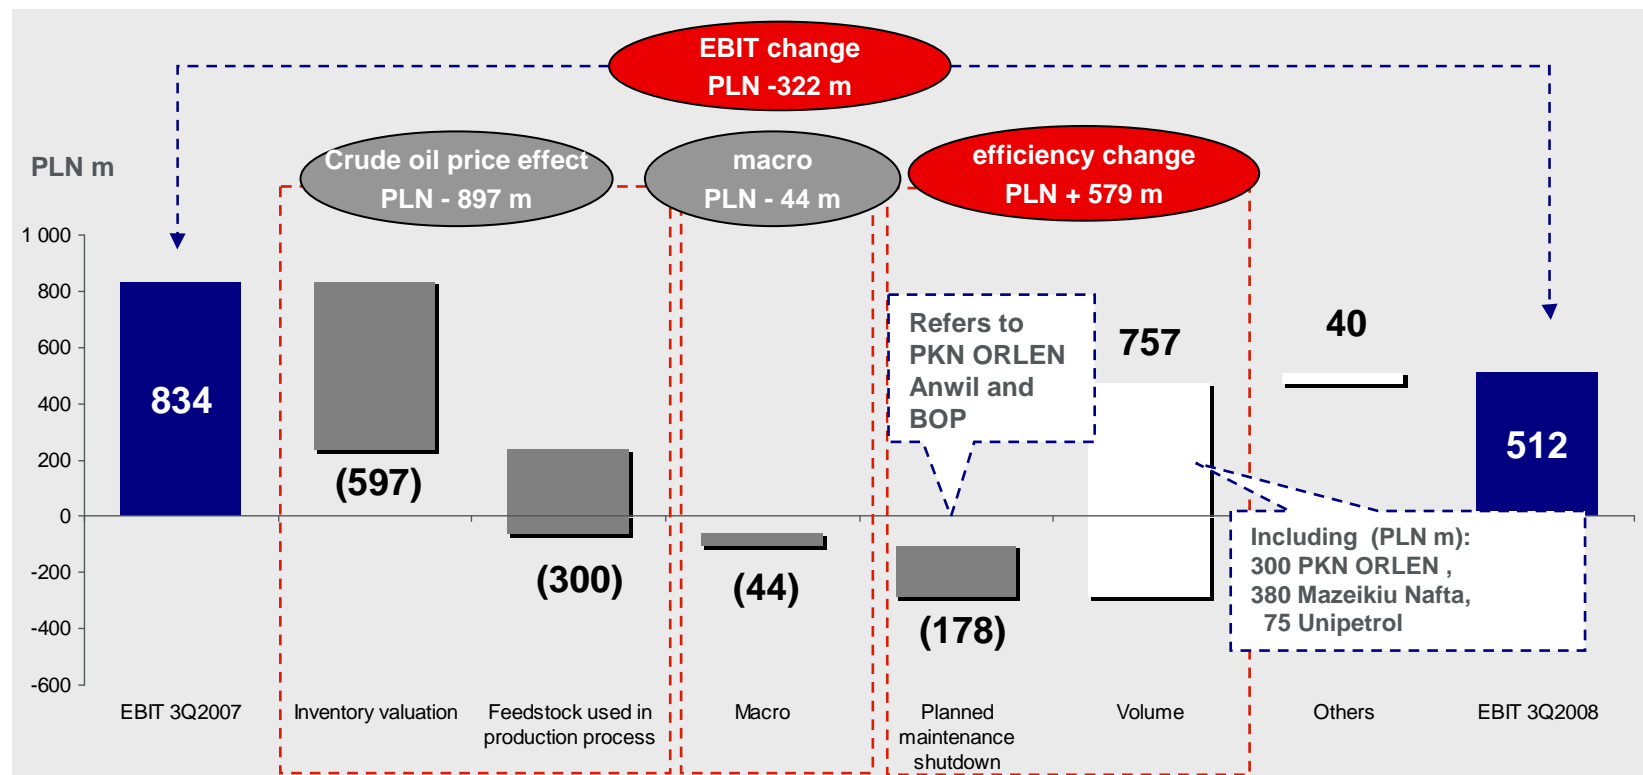 EBIT change
PLN -322 m
Crude oil price effect
PLN - 897 m
macro
PLN - 44 m
efficiency change
PLN + 579 m
PLN m
1 000
800
600
400
200
0
-200
-400
-600
834
(597)
(300)
(44)
(178)
757
40
512
Refers to
PKN ORLEN
Anwil and
BOP
Including (PLN m):
300 PKN ORLEN ,
380 Mazeikiu Nafta,
75 Unipetrol
EBIT 3Q2007
Inventory valuation
Feedstock used in
production process
Macro
Planned
maintenance
shutdown
Volume
Others
EBIT 3Q2008